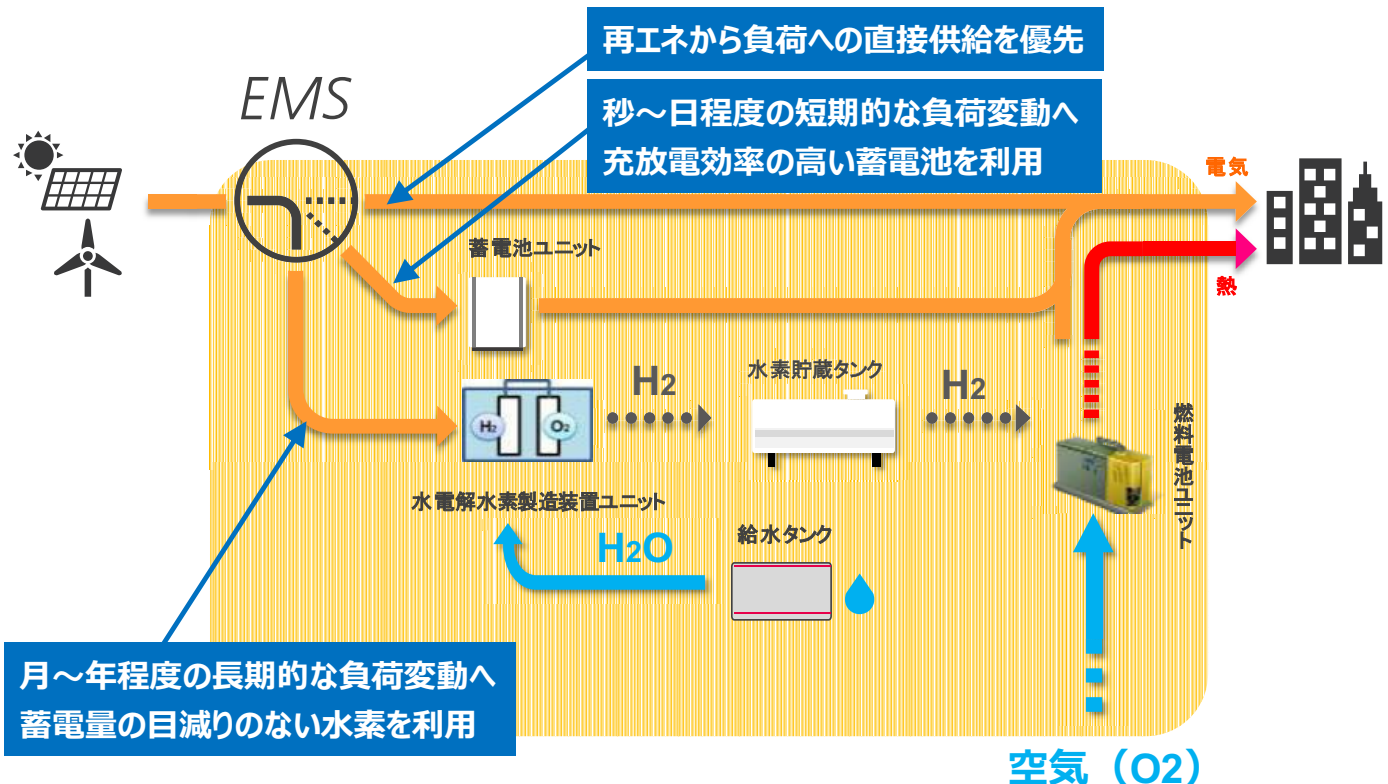 再エネから負荷への直接供給を優先
EMS
秒～日程度の短期的な負荷変動へ
充放電効率の高い蓄電池を利用
電気
蓄電池ユニット
熱
H2
水素貯蔵タンク
H2
H2
O2
燃料電池ユニット
水電解水素製造装置ユニット
H2O
給水タンク
月～年程度の長期的な負荷変動へ
蓄電量の目減りのない水素を利用
空気（O2）